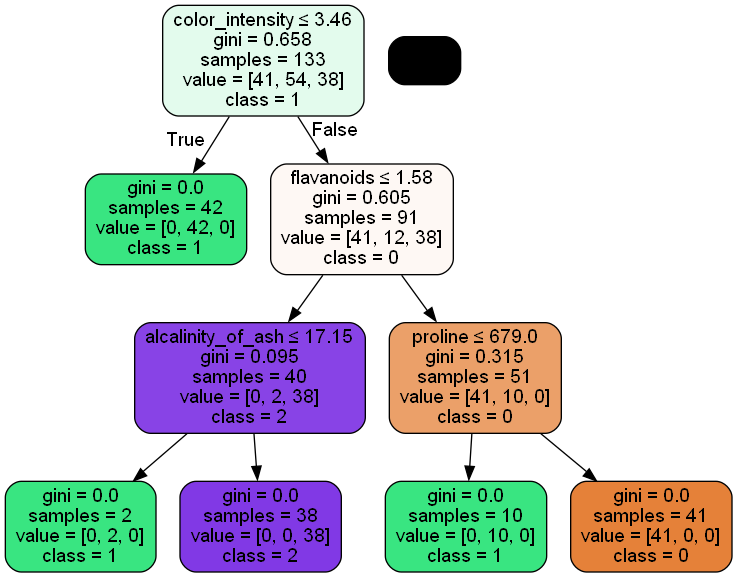 color_intensity ≤ 3.46
gini = 0.658
samples = 133
value = [41, 54, 38]
class = 1
True
False
gini = 0.0
samples = 42
value = [0, 42, 0]
class = 1
flavanoids ≤ 1.58
gini = 0.605
samples = 91
value = [41, 12, 38]
class = 0
alcalinity_of_ash ≤ 17.15
gini = 0.095
samples = 40
value = [0, 2, 38]
class = 2
proline ≤ 679.0
gini = 0.315
samples = 51
value = [41, 10, 0]
class = 0
gini = 0.0
samples = 2
value = [0, 2, 0]
class = 1
gini = 0.0
samples = 38
value = [0, 0, 38]
class = 2
gini = 0.0
samples = 10
value = [0, 10, 0]
class = 1
gini = 0.0
samples = 41
value = [41, 0, 0]
class = 0